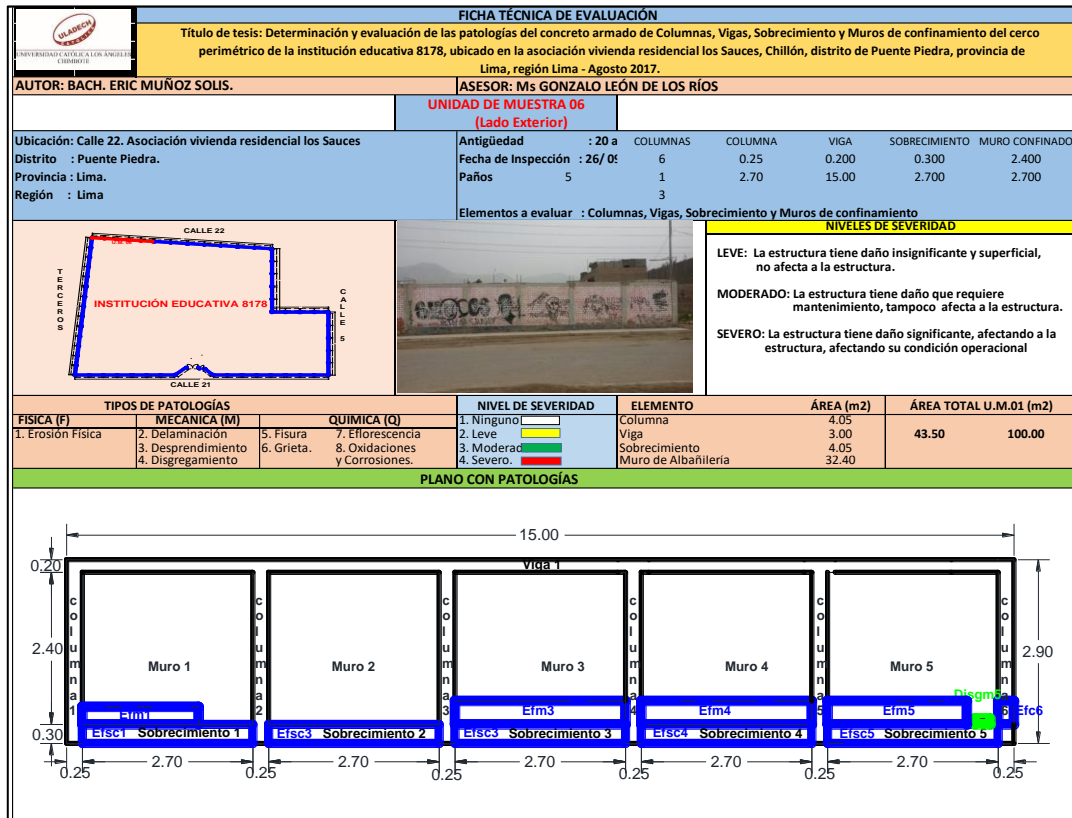 FICHA TÉCNICA DE EVALUACIÓN
ULADECH
CATOLICA
UNIVERSIDAD CATÓLICA LOS ÁNGELES
CHIMBOTE
Título de tesis: Determinación y evaluación de las patologías del concreto armado de Columnas, Vigas, Sobrecimiento y Muros de confinamiento del cerco
perimétrico de la institución educativa 8178, ubicado en la asociación vivienda residencial los Sauces, Chillón, distrito de Puente Piedra, provincia de
Lima, región Lima - Agosto 2017.
AUTOR: BACH. ERIC MUÑOZ SOLIS. ASESOR: Ms GONZALO LEÓN DE LOS RÍOS
UNIDAD DE MUESTRA 06
(Lado Exterior)
Ubicación: Calle 22. Asociación vivienda residencial los Sauces Antigüedad : 20 a COLUMNAS COLUMNA VIGA SOBRECIMIENTO MURO CONFINADO
Distrito : Puente Piedra. Fecha de Inspección : 26/ 09 6 0.25 0.200 0.300 2.400
Provincia : Lima. Paños 5 1 2.70 15.00 2.700 2.700
Región : Lima 3
Elementos a evaluar : Columnas, Vigas, Sobrecimiento y Muros de confinamiento
CALLE 22
TERCEROS
INSTITUCIÓN EDUCATIVA 8178
CALLE 5
CALLE 21
NIVELES DE SEVERIDAD
LEVE: La estructura tiene daño insignificante y superficial,
no afecta a la estructura.
MODERADO: La estructura tiene daño que requiere
mantenimiento, tampoco afecta a la estructura.
SEVERO: La estructura tiene daño significante, afectando a la
estructura, afectando su condición operacional
TIPOS DE PATOLOGÍAS NIVEL DE SEVERIDAD ELEMENTO ÁREA (m2) ÁREA TOTAL U.M.01 (m2)
FISICA (F) MECÁNICA (M) QUIMICA (Q) 1. Ninguno Columna 4.05
1. Erosión Física 2. Delaminación 5. Fisura 7. Eflorescencia 2. Leve Viga 3.00 43.50 100.00
3. Desprendimiento 6. Grieta. 8. Oxidaciones 3. Moderad Sobrecimiento 4.05
4. Disgregamiento y Corrosiones. 4. Severo. Muro de Albañilería 32.40
PLANO CON PATOLOGÍAS
15.00
0.20 Viga 1
columna1 columna2 columna3 columna4 columna5 columna6
2.40 Muro 1 Muro 2 Muro 3 Muro 4 Muro 5 2.90
Disgm5
Efm1 Efm3 Efm4 Efm5 Efc6
0.30 Efsc1 Sobrecimiento 1 Efsc3 Sobrecimiento 2 Efsc3 Sobrecimiento 3 Efsc4 Sobrecimiento 4 Efsc5 Sobrecimiento 5
0.25 2.70 0.25 2.70 0.25 2.70 0.25 2.70 0.25 2.70 0.25